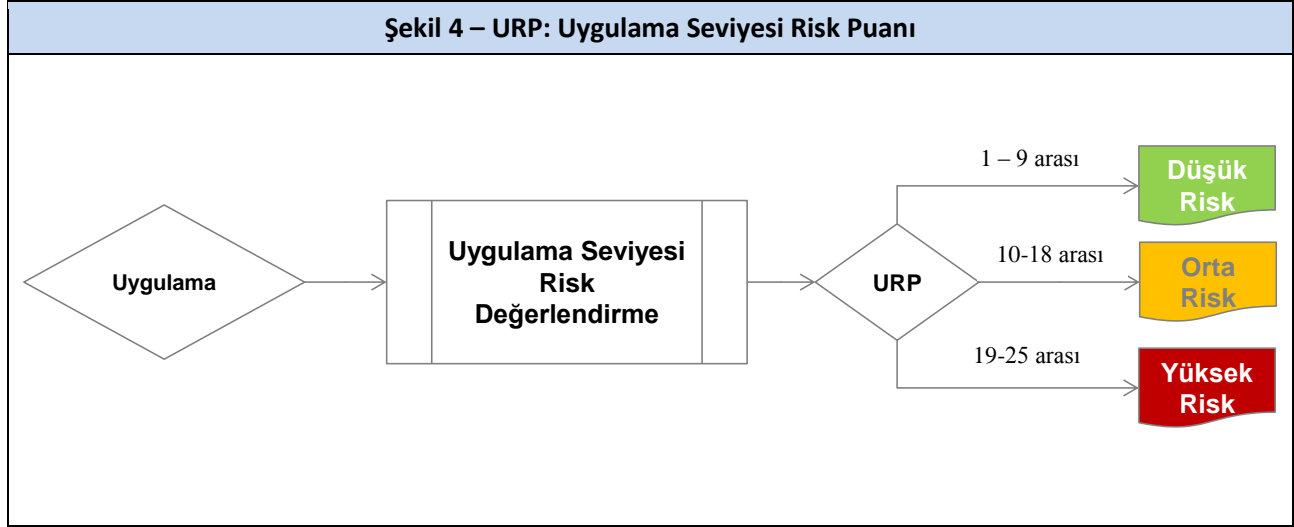 Şekil 4 – URP: Uygulama Seviyesi Risk Puanı
Uygulama
Uygulama Seviyesi
Risk
Değerlendirme
URP
1 – 9 arası
Düşük
Risk
10-18 arası
Orta
Risk
19-25 arası
Yüksek
Risk